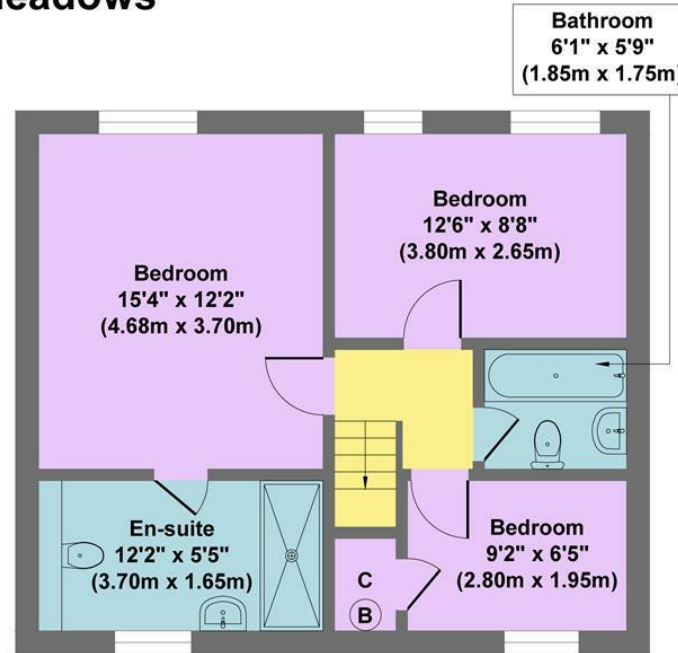 Bathroom
6'1" x 5'9"
(1.85m x 1.75m)
Bedroom
12'6" x 8'8"
(3.80m x 2.65m)
Bedroom
15'4" x 12'2"
(4.68m x 3.70m)
En-suite
12'2" x 5'5"
(3.70m x 1.65m)
Bedroom
9'2" x 6'5"
(2.80m x 1.95m)
C
B